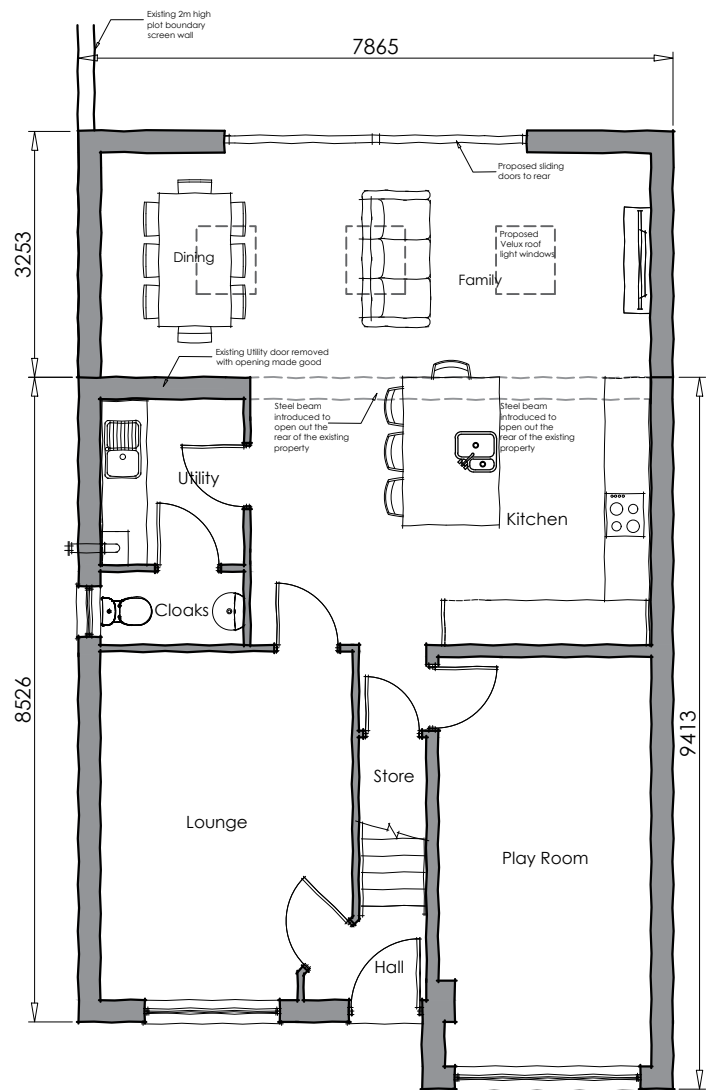 Existing 2m high
plot boundary
screen wall
7865
Proposed sliding
doors to rear
3253
Dining
Proposed
Velux roof
light windows
Family
Existing Utility door removed
with opening made good
Steel beam
introduced to
open out the
rear of the existing
property
Steel beam
introduced to
open out the
rear of the existing
property
Utility
Kitchen
Cloaks
8526
9413
Store
Lounge
Play Room
Hall